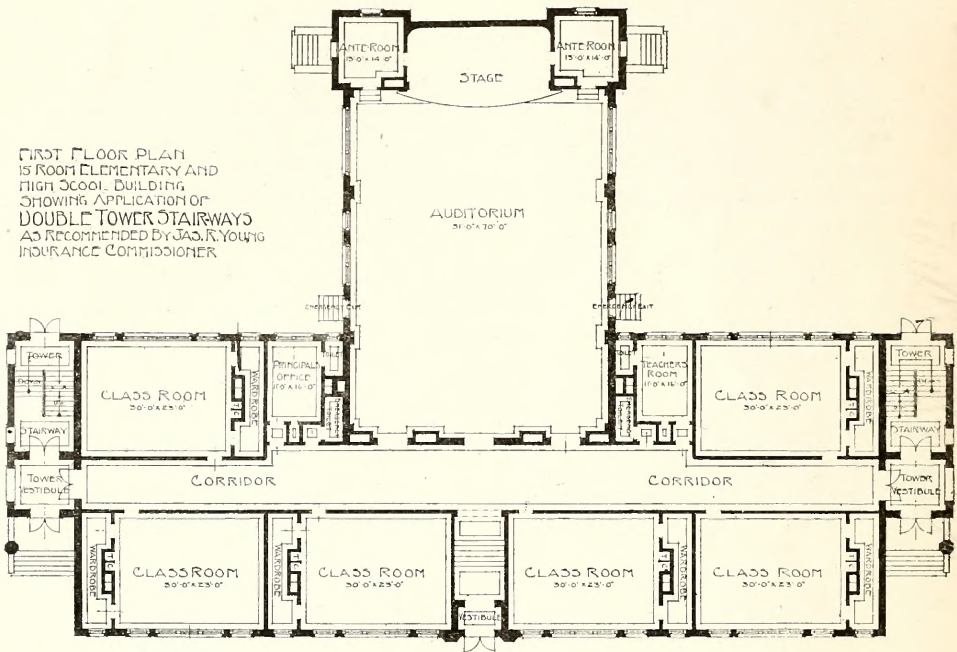 ANTE-ROOM
15'-0" X 14'-0"
STAGE
ANTE-ROOM
15'-0" X 14'-0"
FIRST FLOOR PLAN
15 ROOM ELEMENTARY AND
HIGH SCOOL BUILDING
SHOWING APPLICATION OF
DOUBLE TOWER STAIRWAYS
AS RECOMMENDED BY JAS. R. YOUNG
INSURANCE COMMISSIONER
AUDITORIUM
EMERGENCY EXIT
EMERGENCY EXIT
TOWER
DOWN
UP
STAIRWAY
TOWER
VESTIBULE
CLASS ROOM
30'-0" X 23'-0"
WARDROBE
PRINCIPALS
OFFICE
TOILET
TOILET
TEACHERS
ROOM
CLASS ROOM
30'-0" X 23'-0"
WARDROBE
TOWER
STAIRWAY
TOWER
VESTIBULE
CORRIDOR
CORRIDOR
WARDROBE
CLASS ROOM
30'-0" X 23'-0"
WARDROBE
CLASS ROOM
30'-0" X 23'-0"
VESTIBULE
CLASS ROOM
30'-0" X 23'-0"
WARDROBE
CLASS ROOM
30'-0" X 23'-0"
WARDROBE